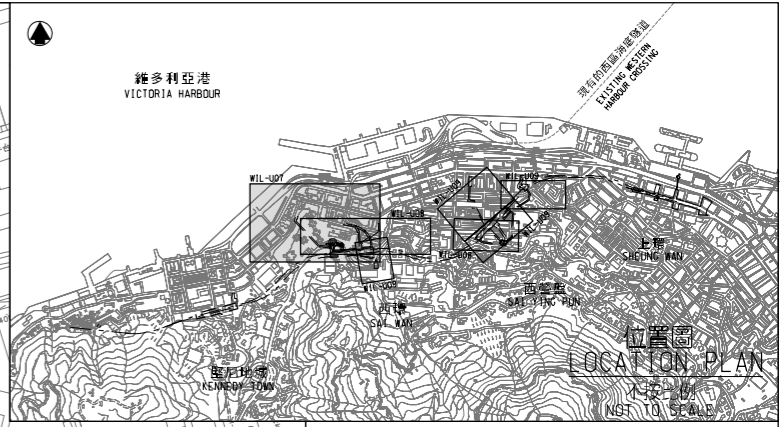 維多利亞港
VICTORIA HARBOUR
現有的西區海底隧道
EXISTING WESTERN
HARBOUR CROSSING
WIL-U07
WIL-U09
WIL-U08
上環
SHEUNG WAN
西營盤
SAI YING PUN
西環
SAI WAN
堅尼地城
KENNEDY TOWN
位置圖
LOCATION PLAN
不按比例
NOT TO SCALE